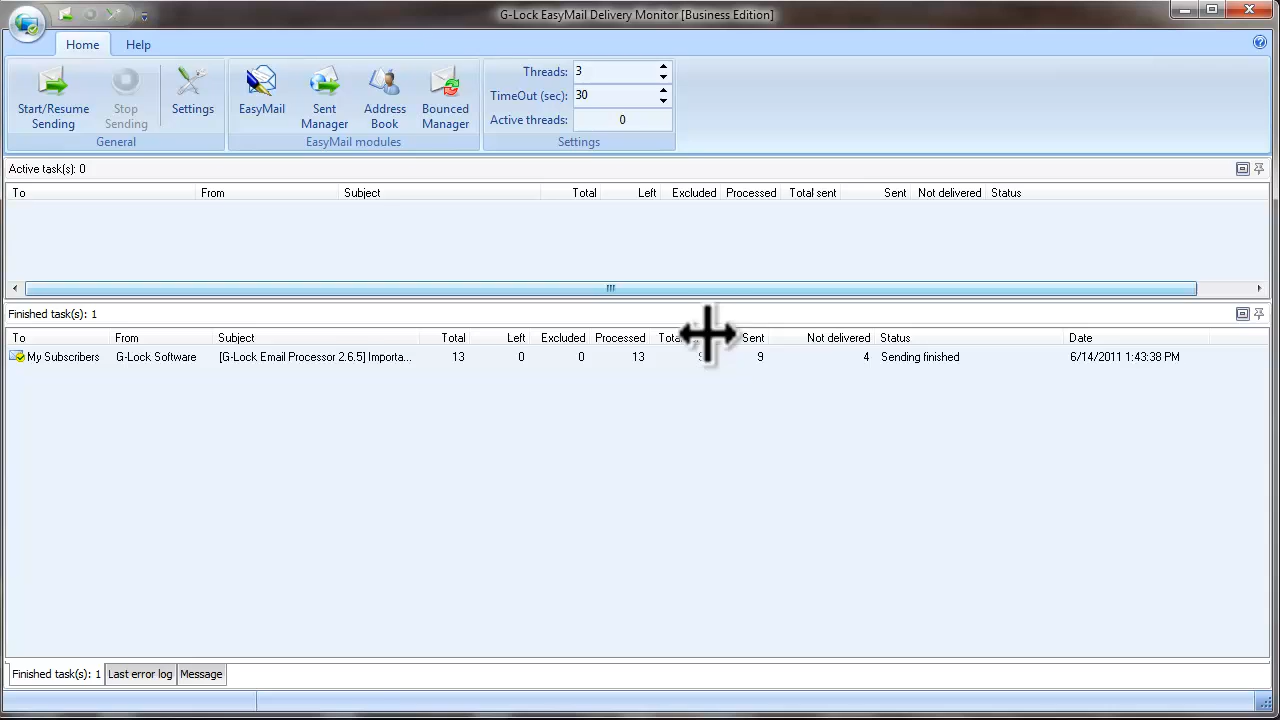 G-Lock EasyMail Delivery Monitor [Business Edition]
Home Help
Start/Resume Sending Stop Sending Settings EasyMail Sent Manager Address Book Bounced Manager Threads: 3
TimeOut (sec): 30
Active threads: 0
General EasyMail modules Settings
Active task(s): 0
To From Subject Total Left Excluded Processed Total sent Sent Not delivered Status
Finished task(s): 1
To From Subject Total Left Excluded Processed Sent Not delivered Status Date
My Subscribers G-Lock Software [G-Lock Email Processor 2.6.5] Importa... 13 0 0 13 9 4 Sending finished 6/14/2011 1:43:38 PM
Finished task(s): 1 Last error log Message